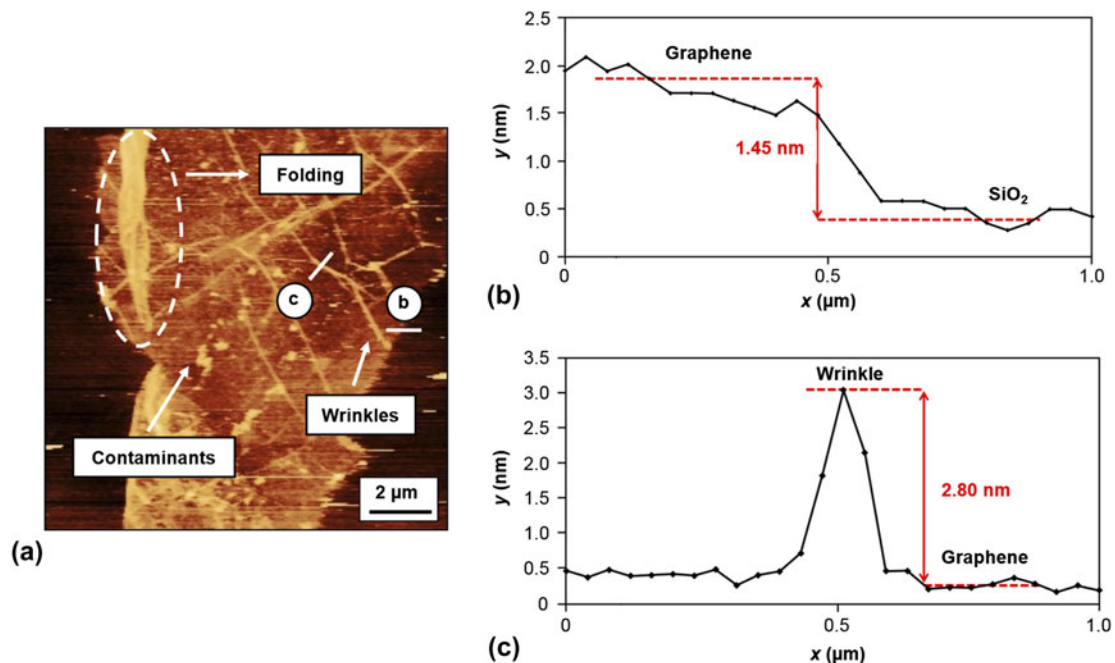 Folding
c
b
Wrinkles
Contaminants
2 µm
(a)
2.5
2.0
1.5
1.0
0.5
0
y (nm)
Graphene
1.45 nm
SiO₂
0
0.5
1.0
x (µm)
(b)
3.5
3.0
2.5
2.0
1.5
1.0
0.5
0
y (nm)
Wrinkle
2.80 nm
Graphene
0
0.5
1.0
x (µm)
(c)